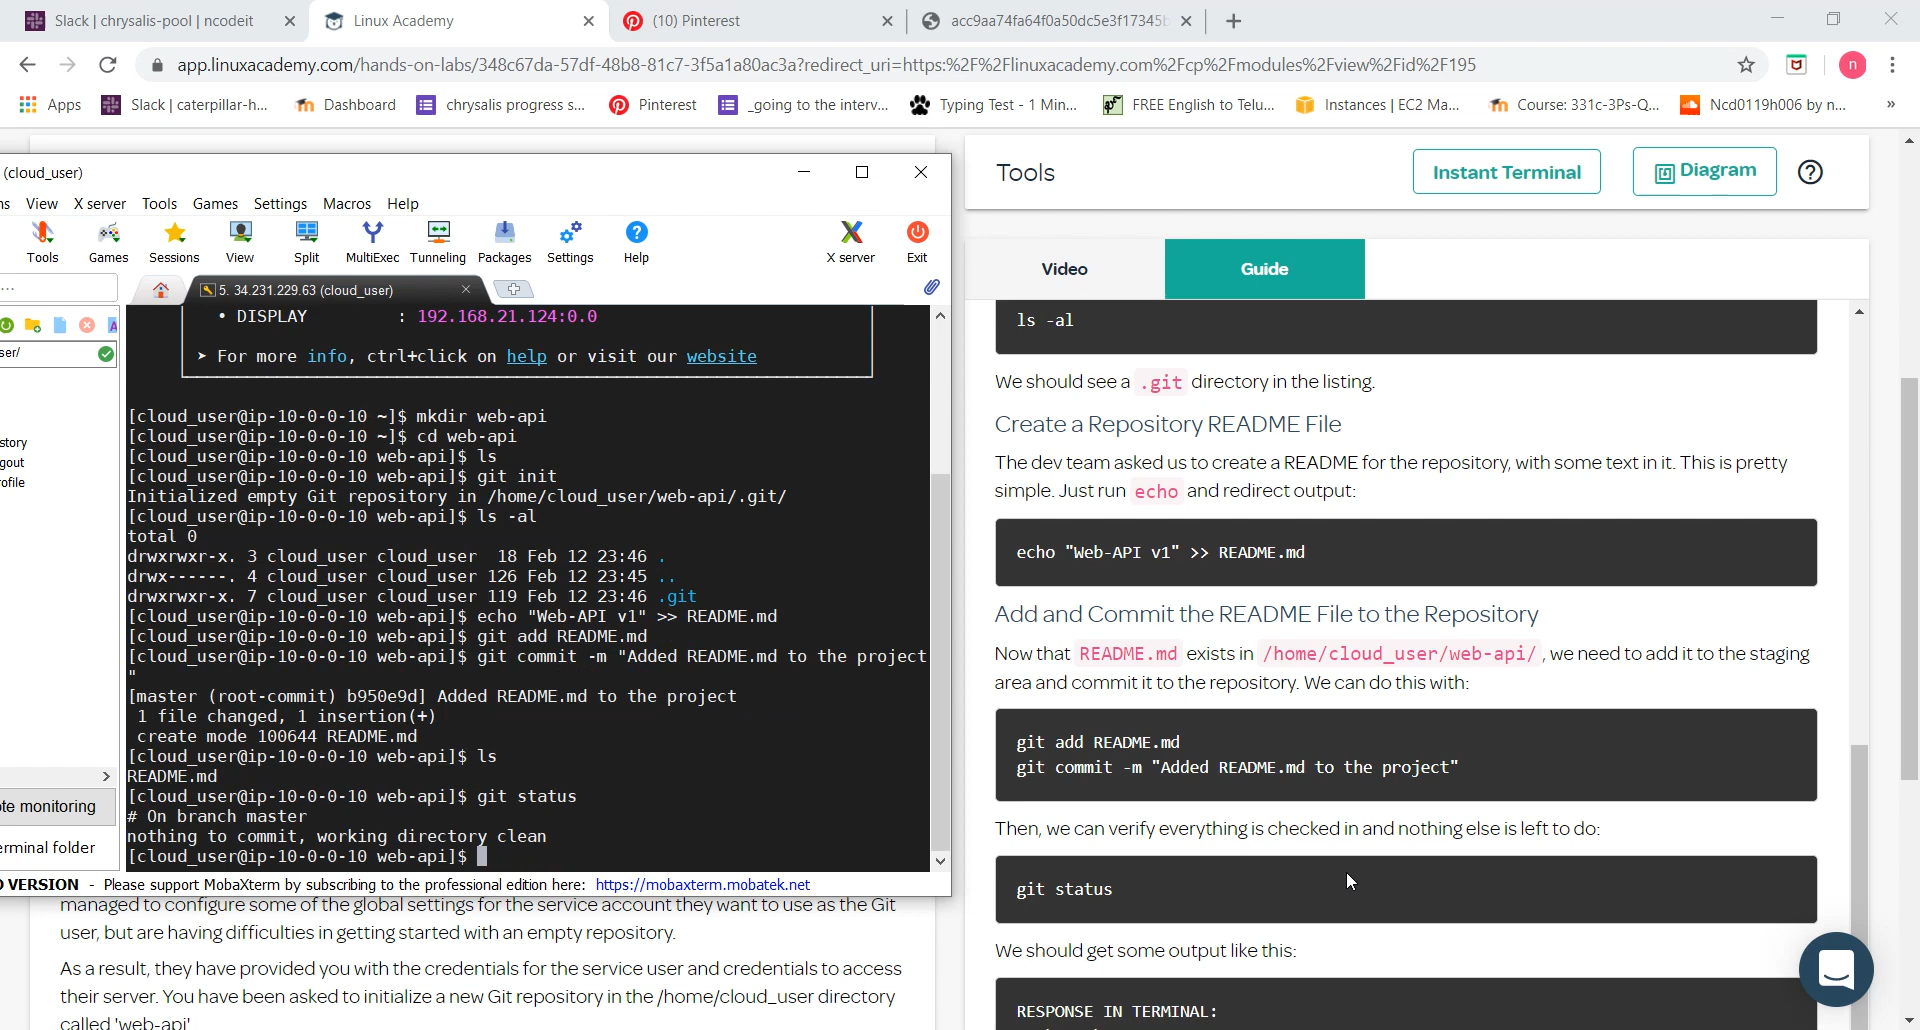 Slack | chrysalis-pool | ncodeit
Linux Academy
(10) Pinterest
acc9aa74fa64f0a50dc5e3f17345
app.linuxacademy.com/hands-on-labs/348c67da-57df-48b8-81c7-3f5a1a80ac3a?redirect_uri=https:%2F%2Flinuxacademy.com%2Fcp%2Fmodules%2Fview%2Fid%2F195
n
Apps
Slack | caterpillar-h...
Dashboard
chrysalis progress s...
Pinterest
_going to the interv...
Typing Test - 1 Min...
FREE English to Telu...
Instances | EC2 Ma...
Course: 331c-3Ps-Q...
Ncd0119h006 by n...
»
(cloud_user)
ns View X server Tools Games Settings Macros Help
Tools Games Sessions View Split MultiExec Tunneling Packages Settings Help X server Exit
5. 34.231.229.63 (cloud_user)
ser/
story
gout
ofile
ote monitoring
erminal folder
• DISPLAY : 192.168.21.124:0.0
➤ For more info, ctrl+click on help or visit our website
[cloud_user@ip-10-0-0-10 ~]$ mkdir web-api
[cloud_user@ip-10-0-0-10 ~]$ cd web-api
[cloud_user@ip-10-0-0-10 web-api]$ ls
[cloud_user@ip-10-0-0-10 web-api]$ git init
Initialized empty Git repository in /home/cloud_user/web-api/.git/
[cloud_user@ip-10-0-0-10 web-api]$ ls -al
total 0
drwxrwxr-x. 3 cloud_user cloud_user 18 Feb 12 23:46 .
drwx------. 4 cloud_user cloud_user 126 Feb 12 23:45 ..
drwxrwxr-x. 7 cloud_user cloud_user 119 Feb 12 23:46 .git
[cloud_user@ip-10-0-0-10 web-api]$ echo "Web-API v1" >> README.md
[cloud_user@ip-10-0-0-10 web-api]$ git add README.md
[cloud_user@ip-10-0-0-10 web-api]$ git commit -m "Added README.md to the project
"
[master (root-commit) b950e9d] Added README.md to the project
1 file changed, 1 insertion(+)
create mode 100644 README.md
[cloud_user@ip-10-0-0-10 web-api]$ ls
README.md
[cloud_user@ip-10-0-0-10 web-api]$ git status
# On branch master
nothing to commit, working directory clean
[cloud_user@ip-10-0-0-10 web-api]$
VERSION - Please support MobaXterm by subscribing to the professional edition here: https://mobaxterm.mobatek.net
managed to configure some of the global settings for the service account they want to use as the Git
user, but are having difficulties in getting started with an empty repository.
As a result, they have provided you with the credentials for the service user and credentials to access
their server. You have been asked to initialize a new Git repository in the /home/cloud_user directory
called 'web-api'
Tools
Instant Terminal
Diagram
Video
Guide
ls -al
We should see a .git directory in the listing.
Create a Repository README File
The dev team asked us to create a README for the repository, with some text in it. This is pretty
simple. Just run echo and redirect output:
echo "Web-API v1" >> README.md
Add and Commit the README File to the Repository
Now that README.md exists in /home/cloud_user/web-api/, we need to add it to the staging
area and commit it to the repository. We can do this with:
git add README.md
git commit -m "Added README.md to the project"
Then, we can verify everything is checked in and nothing else is left to do:
git status
We should get some output like this:
RESPONSE IN TERMINAL: